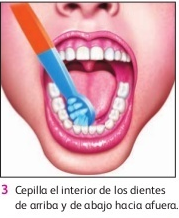 3 Cepilla el interior de los dientes
de arriba y de abajo hacia afuera.